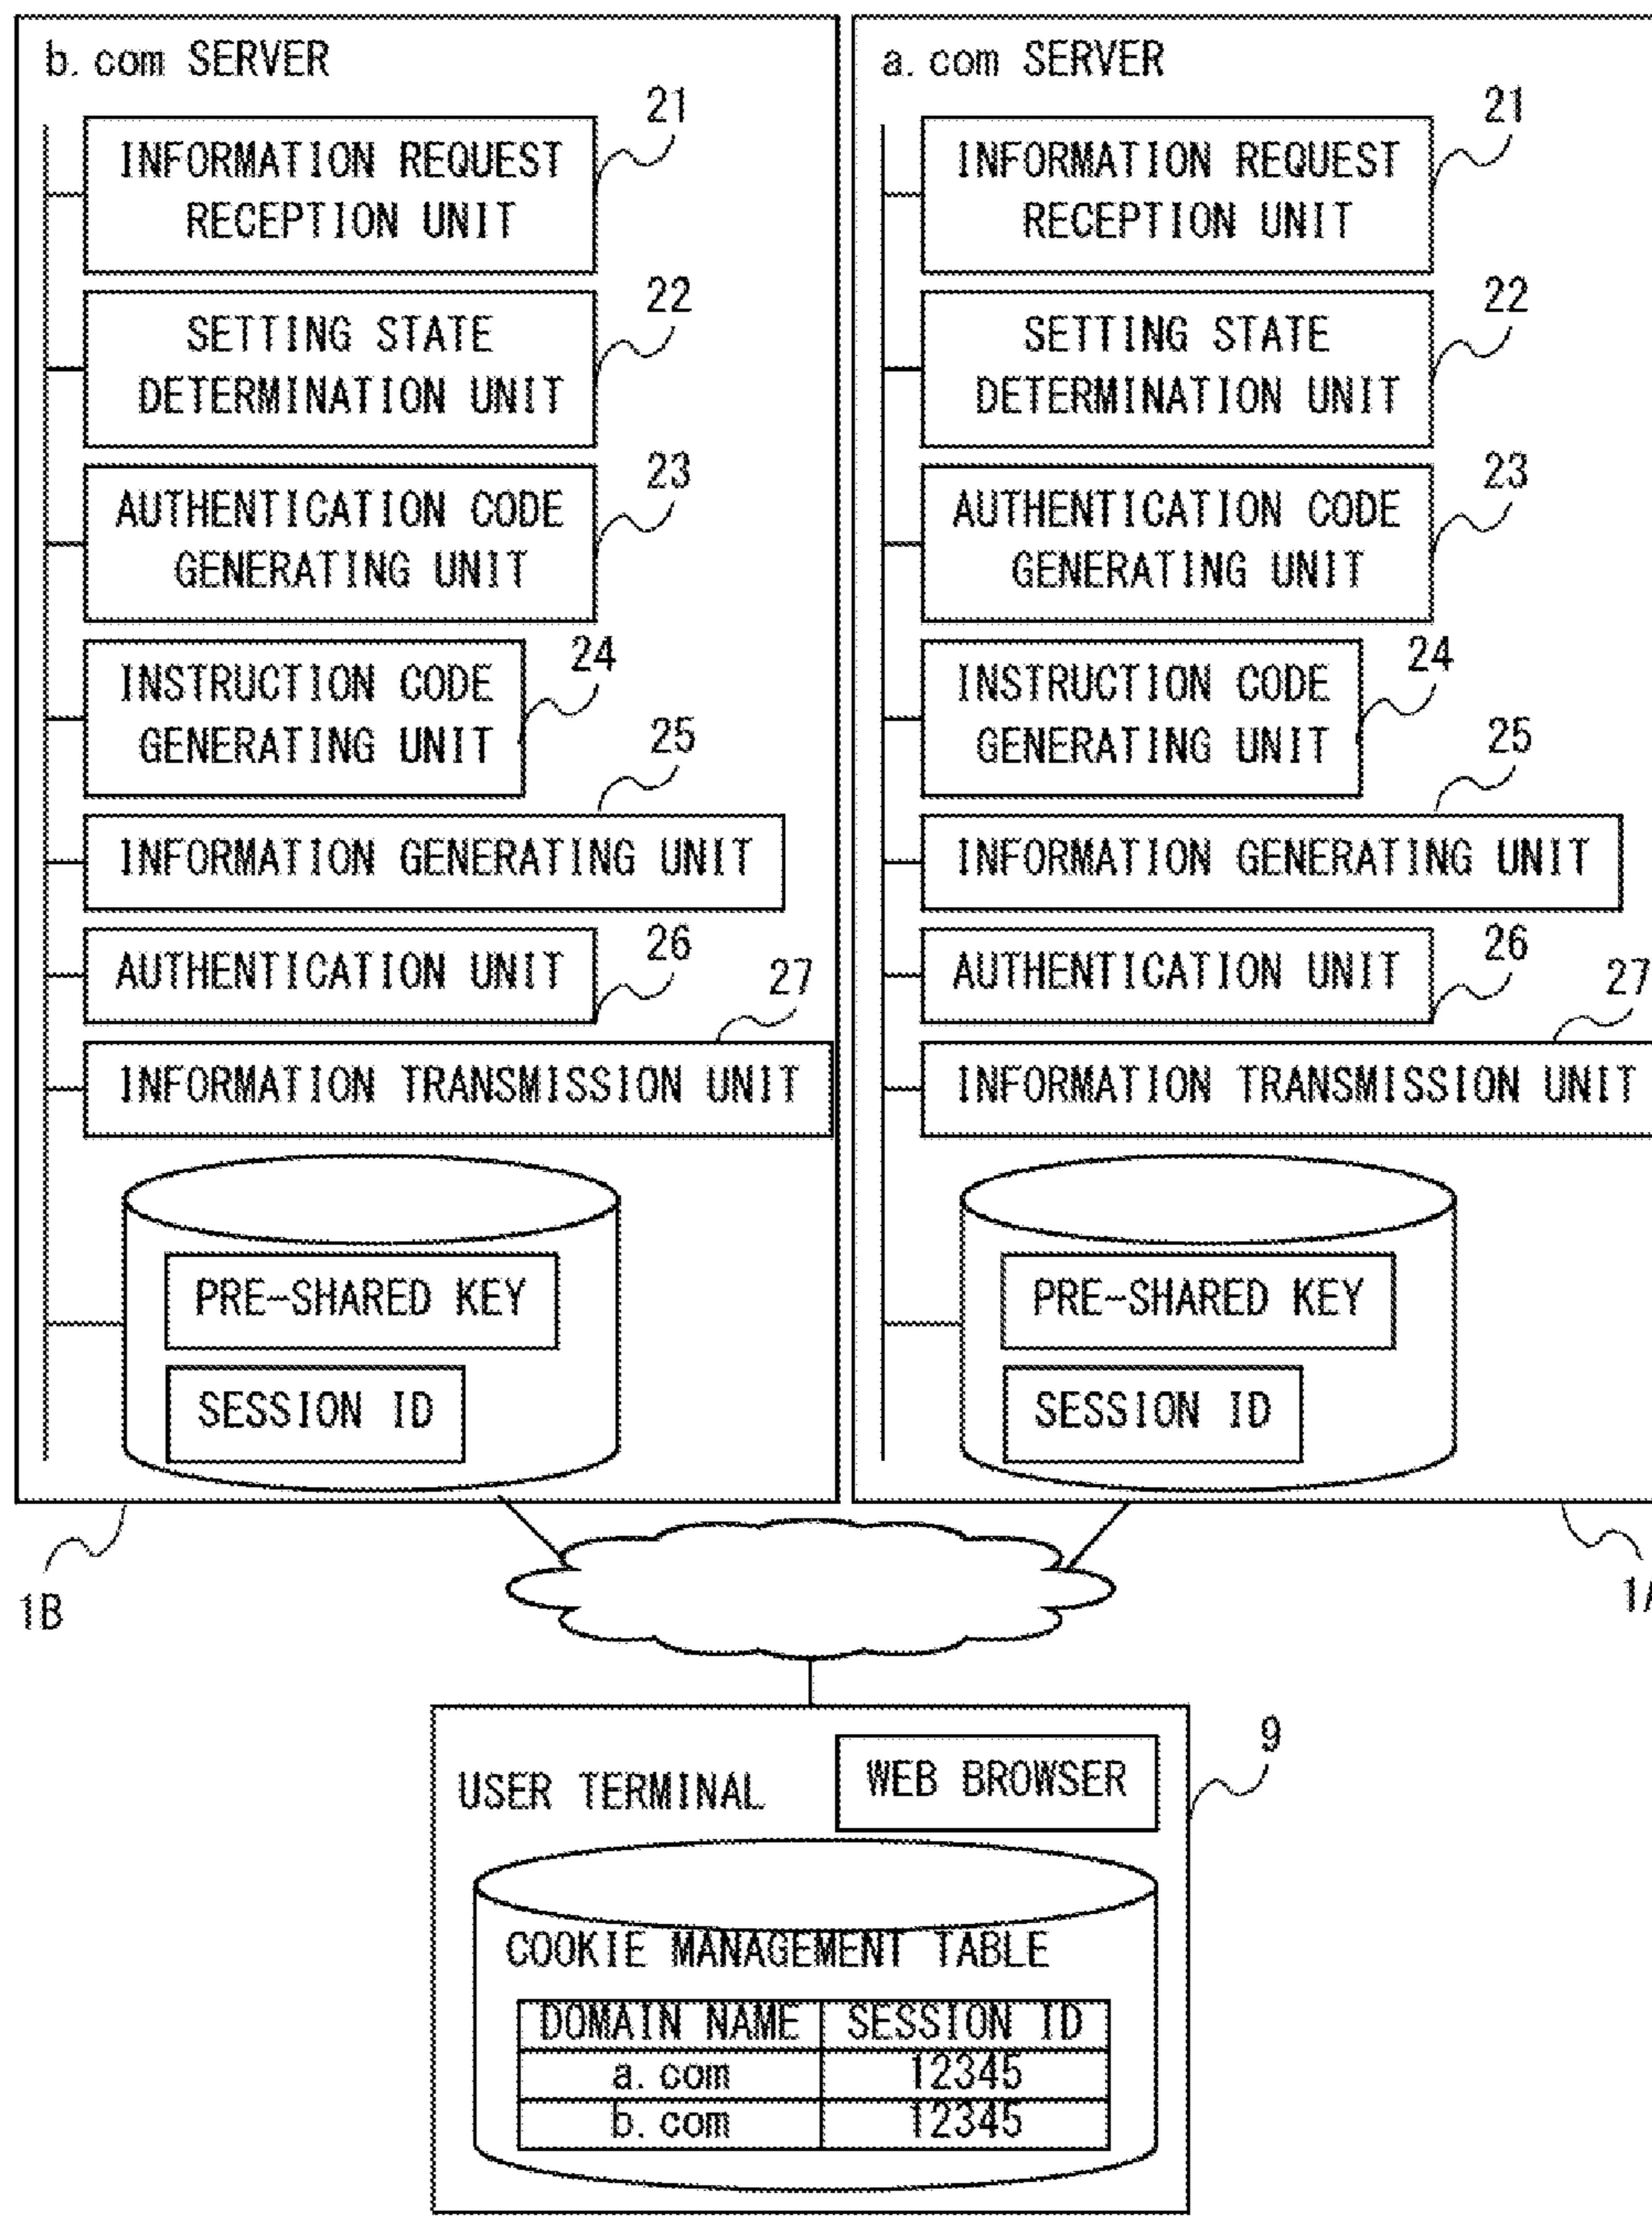 b.com SERVER
21
INFORMATION REQUEST
RECEPTION UNIT
22
SETTING STATE
DETERMINATION UNIT
23
AUTHENTICATION CODE
GENERATING UNIT
24
INSTRUCTION CODE
GENERATING UNIT
25
INFORMATION GENERATING UNIT
26
AUTHENTICATION UNIT
27
INFORMATION TRANSMISSION UNIT
PRE-SHARED KEY
SESSION ID
1B
a.com SERVER
21
INFORMATION REQUEST
RECEPTION UNIT
22
SETTING STATE
DETERMINATION UNIT
23
AUTHENTICATION CODE
GENERATING UNIT
24
INSTRUCTION CODE
GENERATING UNIT
25
INFORMATION GENERATING UNIT
26
AUTHENTICATION UNIT
27
INFORMATION TRANSMISSION UNIT
PRE-SHARED KEY
SESSION ID
1A
9
USER TERMINAL
WEB BROWSER
COOKIE MANAGEMENT TABLE
DOMAIN NAME SESSION ID
a.com 12345
b.com 12345